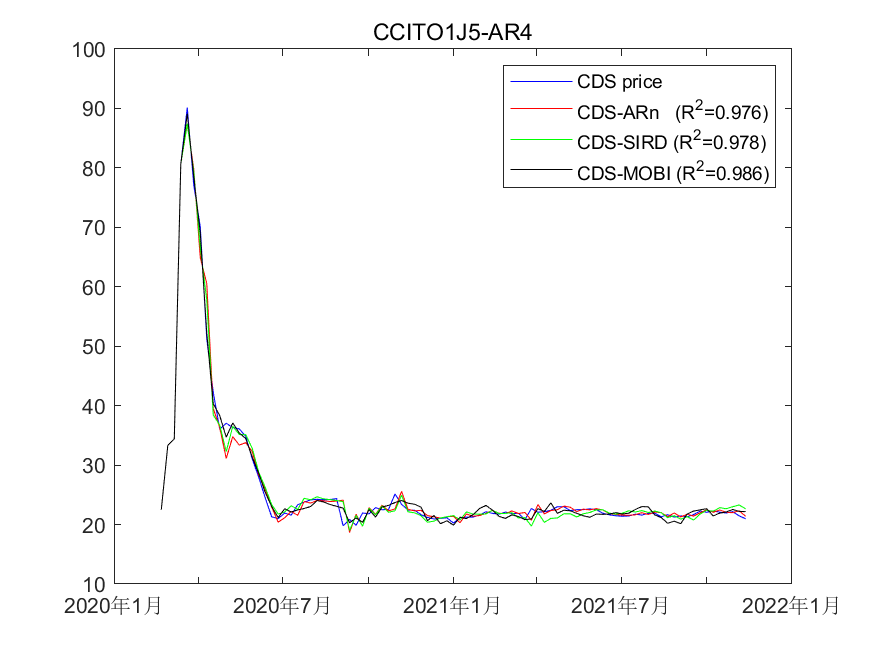 CCITO1J5-AR4
100
90
80
70
60
50
40
30
20
10
CDS price
CDS-ARn (R²=0.976)
CDS-SIRD (R²=0.978)
CDS-MOBI (R²=0.986)
2020年1月
2020年7月
2021年1月
2021年7月
2022年1月